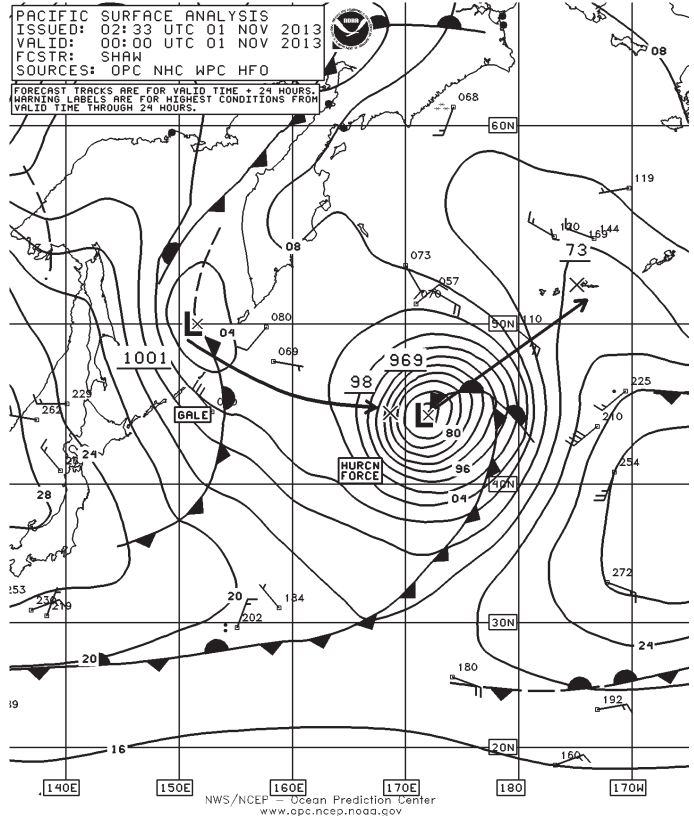 PACIFIC SURFACE ANALYSIS
ISSUED: 02:33 UTC 01 NOV 2013
VALID: 00:00 UTC 01 NOV 2013
FCSTR: SHAW
SOURCES: OPC NHC WPC HFO
FORECAST TRACKS ARE FOR VALID TIME + 24 HOURS.
WARNING LABELS ARE FOR HIGHEST CONDITIONS FROM
VALID TIME THROUGH 24 HOURS.
NOAA
08
068
60N
119
144
08
073
73
057
080
L
04
50N
110
1001
069
969
98
225
229
262
GALE
L
210
80
24
HURCN
FORCE
96
254
28
04
40N
253
272
20
184
219
202
30N
24
20
180
192
16
20N
160
140E
150E
160E
170E
180
170W
NWS/NCEP – Ocean Prediction Center
www.opc.ncep.noaa.gov